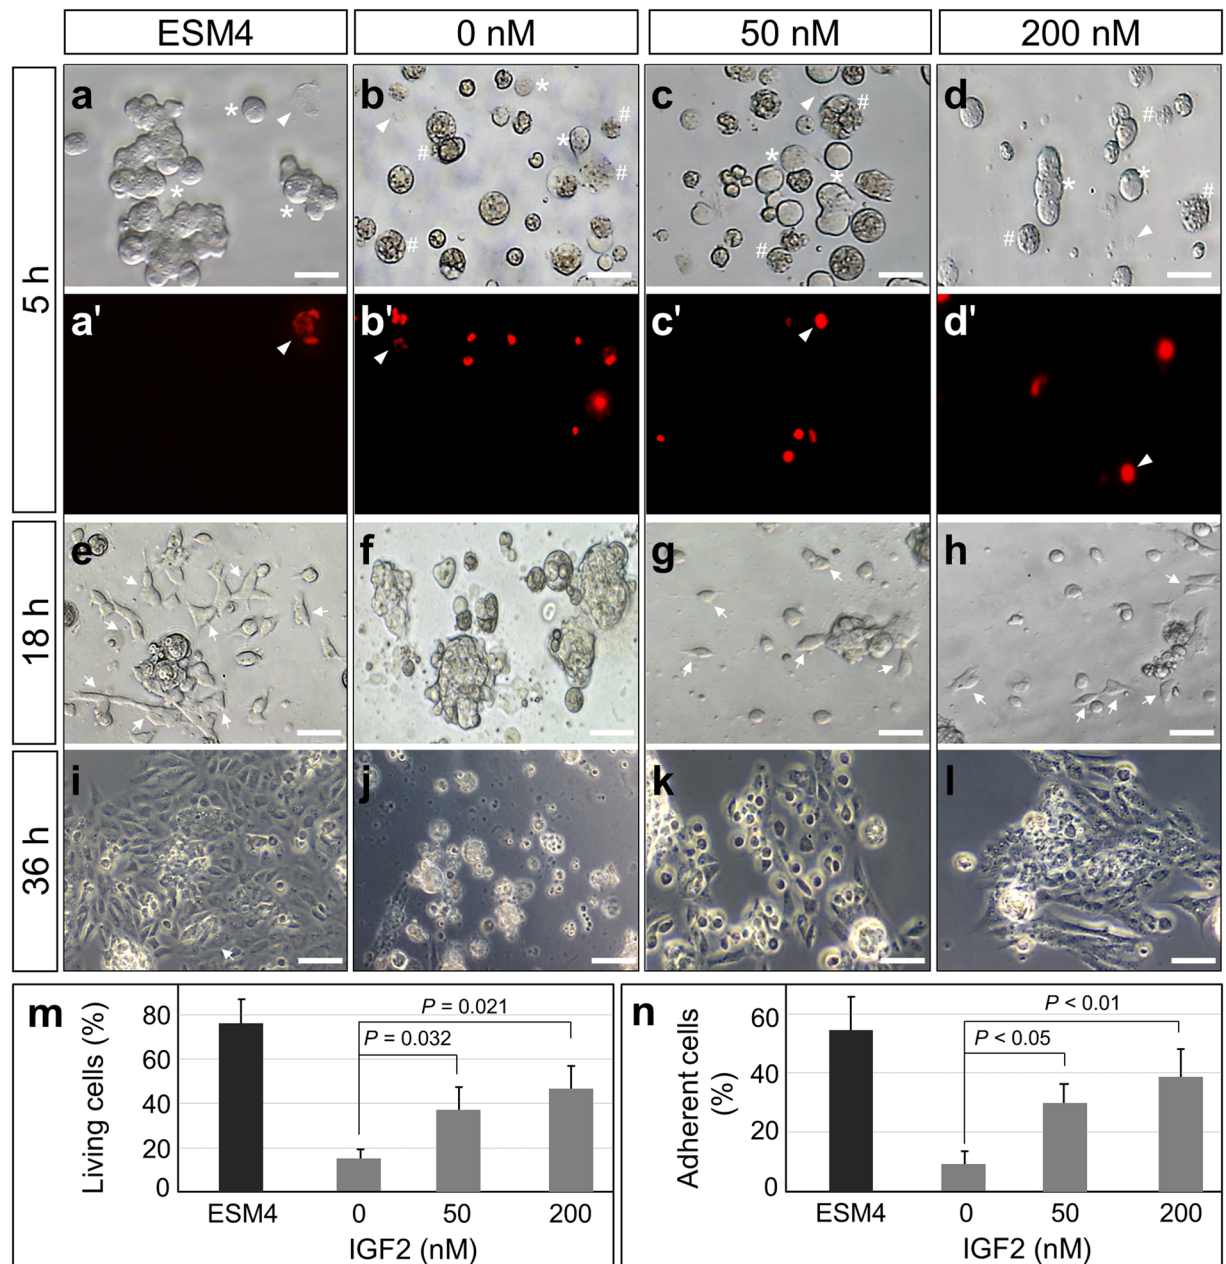 ESM4 0 nM 50 nM 200 nM
5 h
a b c d
* * *
* * # # # #
* * # #
* * # # #
a' b' c' d'
18 h
e f g h
36 h
i j k l
m
Living cells (%)
80
60
40
20
0
P = 0.021
P = 0.032
ESM4 0 50 200
IGF2 (nM)
n
Adherent cells
(%)
60
40
20
0
P < 0.01
P < 0.05
ESM4 0 50 200
IGF2 (nM)